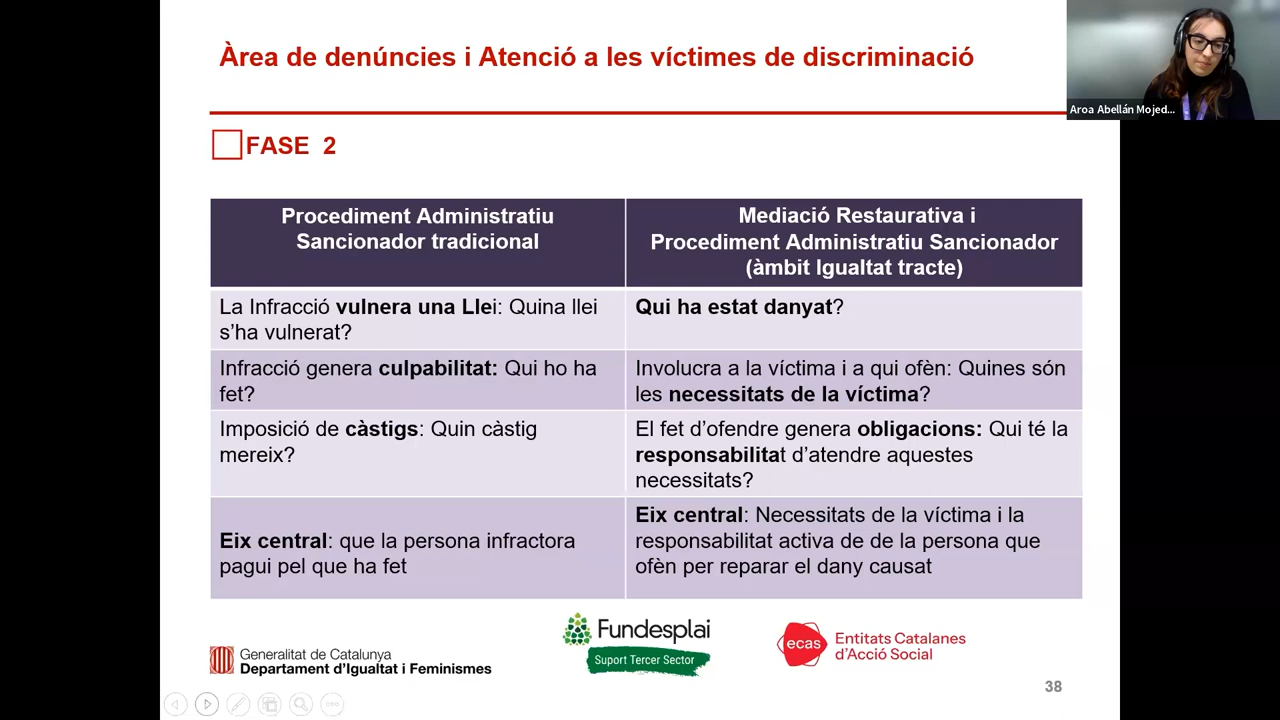 Àrea de denúncies i Atenció a les víctimes de discriminació
Aroa Abellán Mojed...
FASE 2
Procediment Administratiu
Sancionador tradicional
Mediació Restaurativa i
Procediment Administratiu Sancionador
(àmbit Igualtat tracte)
La Infracció vulnera una Llei: Quina llei
s'ha vulnerat?
Qui ha estat danyat?
Infracció genera culpabilitat: Qui ho ha
fet?
Involucra a la víctima i a qui ofèn: Quines són
les necessitats de la víctima?
Imposició de càstigs: Quin càstig
mereix?
El fet d'ofendre genera obligacions: Qui té la
responsabilitat d'atendre aquestes
necessitats?
Eix central: que la persona infractora
pagui pel que ha fet
Eix central: Necessitats de la víctima i la
responsabilitat activa de de la persona que
ofèn per reparar el dany causat
Generalitat de Catalunya
Departament d'Igualtat i Feminismes
Fundesplai
Suport Tercer Sector
ecas
Entitats Catalanes
d'Acció Social
38